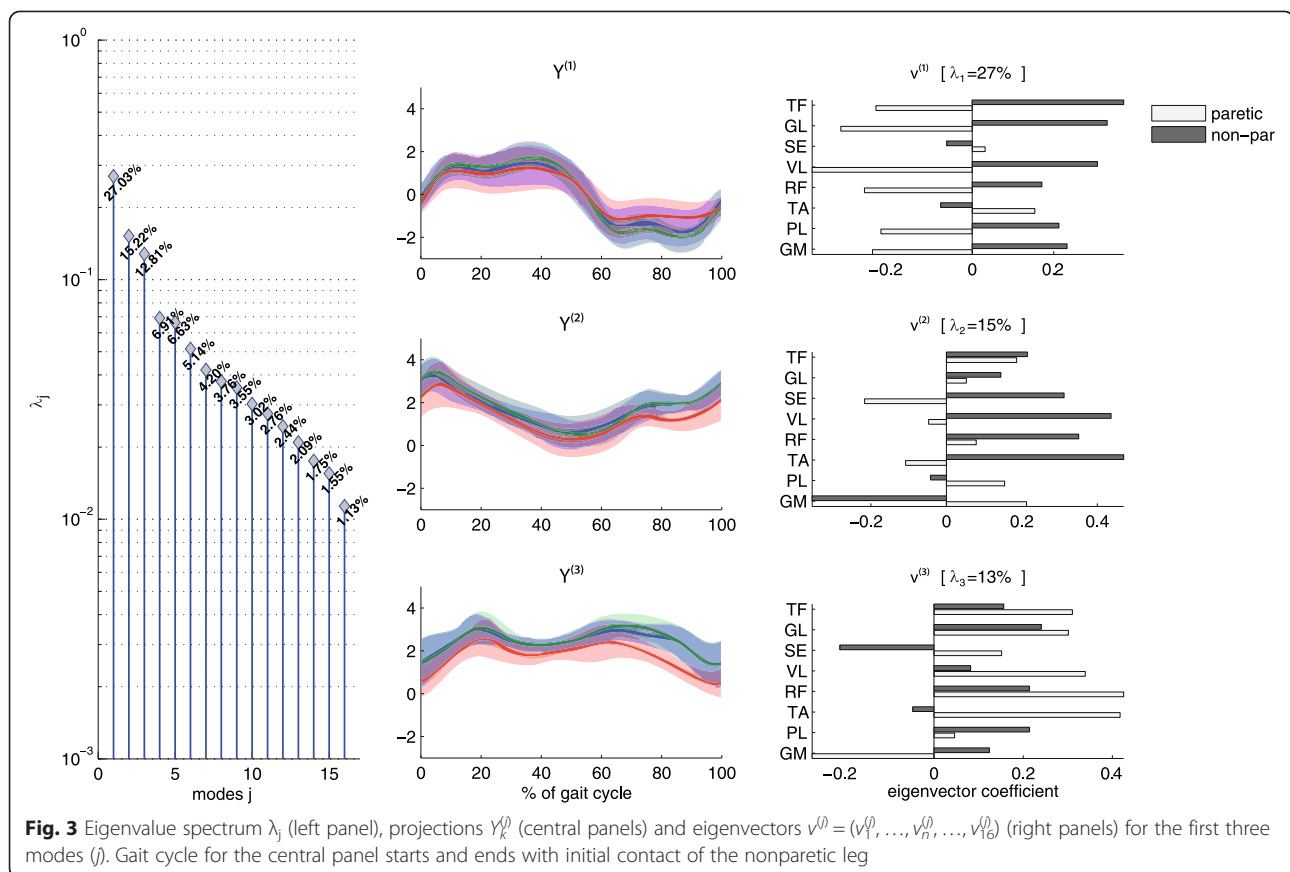 10⁰
10⁻¹
10⁻²
10⁻³
λj
27.03%
15.22%
12.81%
6.91%
6.63%
5.14%
4.20%
3.76%
3.55%
3.02%
2.76%
2.44%
2.09%
1.75%
1.55%
1.13%
0 5 10 15
modes j
Y(1)
4
2
0
−2
0 20 40 60 80 100
Y(2)
4
2
0
−2
0 20 40 60 80 100
Y(3)
4
2
0
−2
0 20 40 60 80 100
% of gait cycle
v(1) [ λ1=27% ]
TF
GL
SE
VL
RF
TA
PL
GM
−0.2 0 0.2
paretic
non−par
v(2) [ λ2=15% ]
TF
GL
SE
VL
RF
TA
PL
GM
−0.2 0 0.2 0.4
v(3) [ λ3=13% ]
TF
GL
SE
VL
RF
TA
PL
GM
−0.2 0 0.2 0.4
eigenvector coefficient
Fig. 3 Eigenvalue spectrum λj (left panel), projections Yk(j) (central panels) and eigenvectors v(j) = (v1(j), …, vn(j), …, v16(j)) (right panels) for the first three
modes (j). Gait cycle for the central panel starts and ends with initial contact of the nonparetic leg